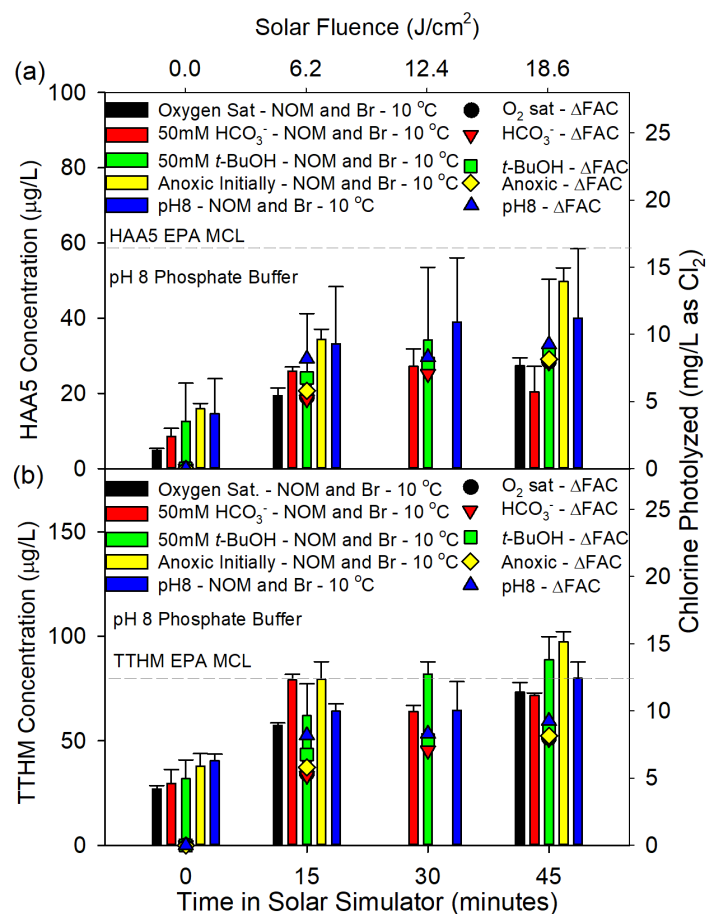 Solar Fluence (J/cm²)
0.0 6.2 12.4 18.6
(a)
100
80
60
40
20
0
HAA5 Concentration (μg/L)
Oxygen Sat - NOM and Br - 10 °C
50mM HCO₃⁻ - NOM and Br - 10 °C
50mM t-BuOH - NOM and Br - 10 °C
Anoxic Initially - NOM and Br - 10 °C
pH8 - NOM and Br - 10 °C
O₂ sat - ΔFAC
HCO₃⁻ - ΔFAC
t-BuOH - ΔFAC
Anoxic - ΔFAC
pH8 - ΔFAC
HAA5 EPA MCL
pH 8 Phosphate Buffer
25
20
15
10
5
0
Chlorine Photolyzed (mg/L as Cl₂)
(b)
150
100
50
0
TTHM Concentration (μg/L)
Oxygen Sat. - NOM and Br - 10 °C
50mM HCO₃⁻ - NOM and Br - 10 °C
50mM t-BuOH - NOM and Br - 10 °C
Anoxic Initially - NOM and Br - 10 °C
pH8 - NOM and Br - 10 °C
O₂ sat - ΔFAC
HCO₃⁻ - ΔFAC
t-BuOH - ΔFAC
Anoxic - ΔFAC
pH8 - ΔFAC
pH 8 Phosphate Buffer
TTHM EPA MCL
25
20
15
10
5
0
0 15 30 45
Time in Solar Simulator (minutes)